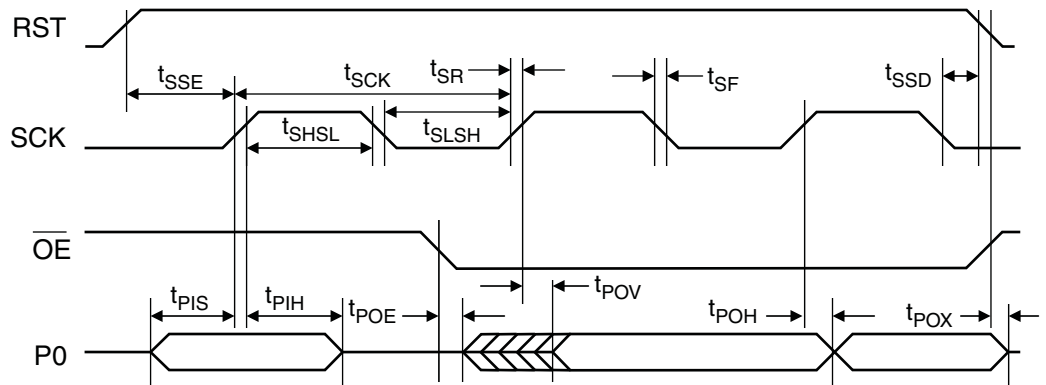 RST
tSSE
tSCK
tSR
tSF
tSSD
SCK
tSHSL
tSLSH
OE
tPIS
tPIH
tPOE
tPOV
tPOH
tPOX
P0